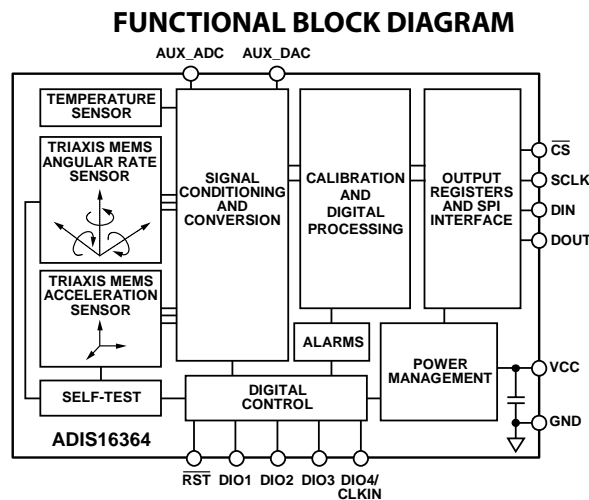 FUNCTIONAL BLOCK DIAGRAM
AUX_ADC
AUX_DAC
TEMPERATURE
SENSOR
TRIAXIS MEMS
ANGULAR RATE
SENSOR
TRIAXIS MEMS
ACCELERATION
SENSOR
SELF-TEST
SIGNAL
CONDITIONING
AND
CONVERSION
CALIBRATION
AND
DIGITAL
PROCESSING
OUTPUT
REGISTERS
AND SPI
INTERFACE
ALARMS
DIGITAL
CONTROL
POWER
MANAGEMENT
CS
SCLK
DIN
DOUT
VCC
GND
ADIS16364
RST
DIO1
DIO2
DIO3
DIO4/
CLKIN